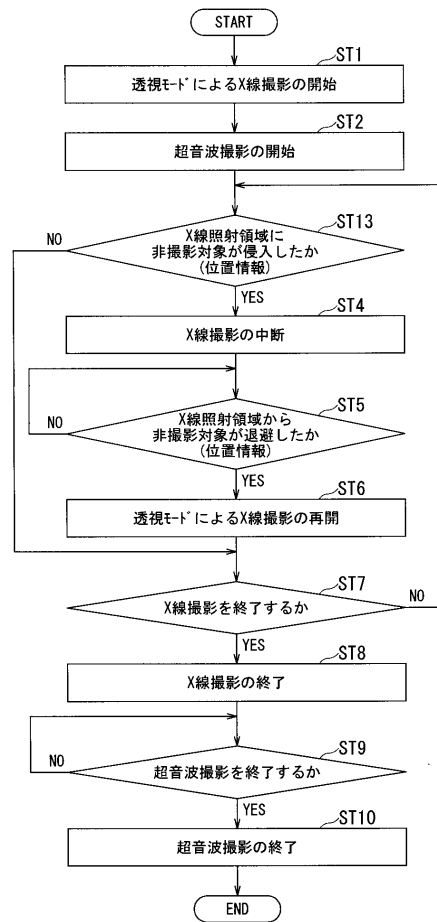 START
ST1
透視モードによるX線撮影の開始
ST2
超音波撮影の開始
ST13
X線照射領域に
非撮影対象が侵入したか
(位置情報)
NO
YES
ST4
X線撮影の中断
ST5
X線照射領域から
非撮影対象が退避したか
(位置情報)
NO
YES
ST6
透視モードによるX線撮影の再開
ST7
X線撮影を終了するか
NO
YES
ST8
X線撮影の終了
ST9
超音波撮影を終了するか
NO
YES
ST10
超音波撮影の終了
END